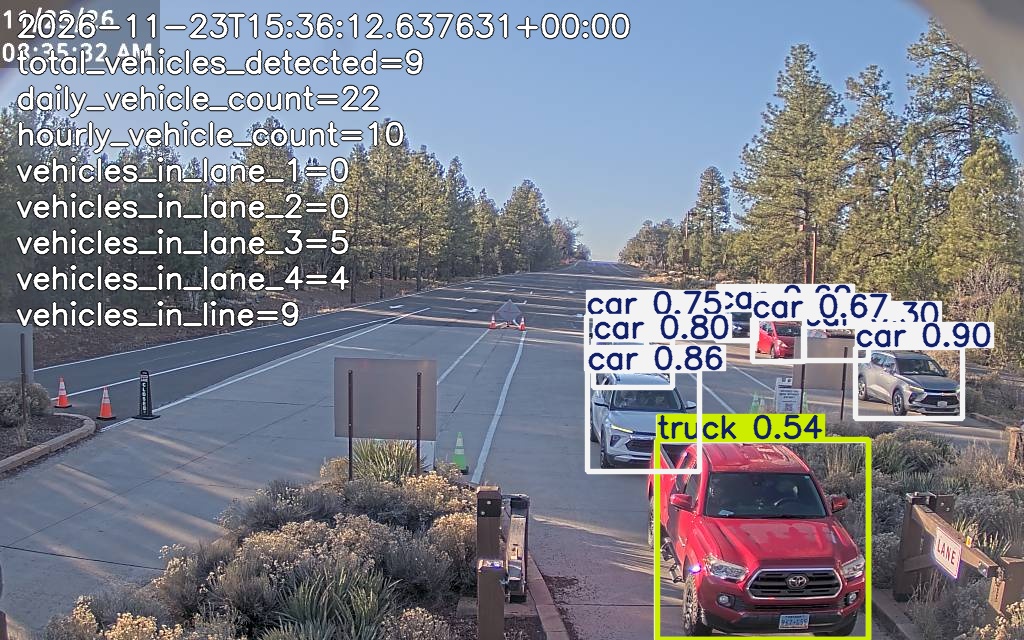 2026-11-23T15:36:12.637631+00:00
AM
total_vehicles_detected=9
daily_vehicle_count=22
hourly_vehicle_count=10
vehicles_in_lane_1=0
vehicles_in_lane_2=0
vehicles_in_lane_3=5
vehicles_in_lane_4=4
vehicles_in_line=9
car 0.75
car 0.67
car 0.80
car 0.90
car 0.86
truck 0.54
LANE